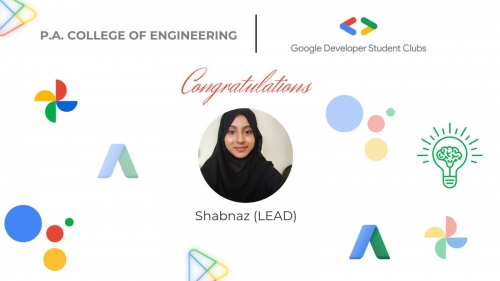 P.A. COLLEGE OF ENGINEERING
Google Developer Student Clubs
Congratulations
Shabnaz (LEAD)